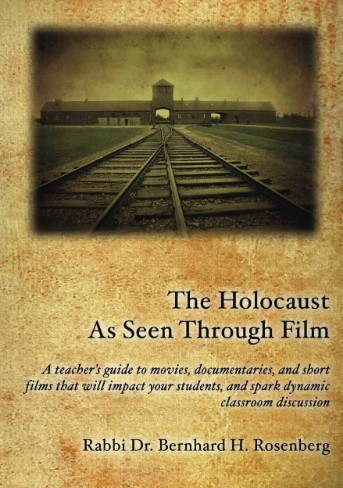 The Holocaust
As Seen Through Film
A teacher's guide to movies, documentaries, and short
films that will impact your students, and spark dynamic
classroom discussion
Rabbi Dr. Bernhard H. Rosenberg